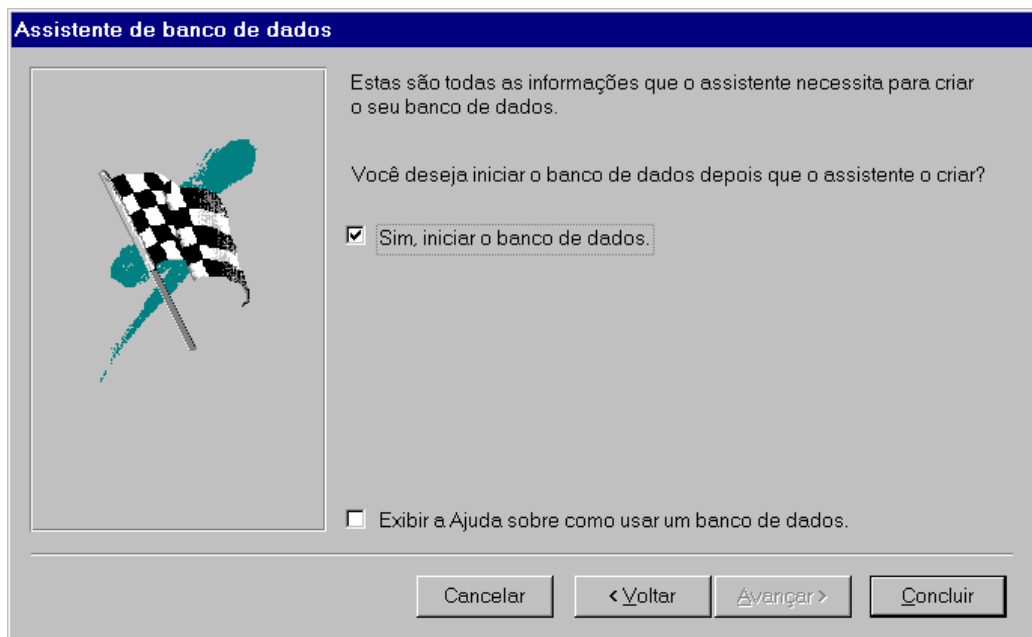 Assistente de banco de dados
Estas são todas as informações que o assistente necessita para criar
o seu banco de dados.
Você deseja iniciar o banco de dados depois que o assistente o criar?
Sim, iniciar o banco de dados.
Exibir a Ajuda sobre como usar um banco de dados.
Cancelar < Voltar Avançar > Concluir